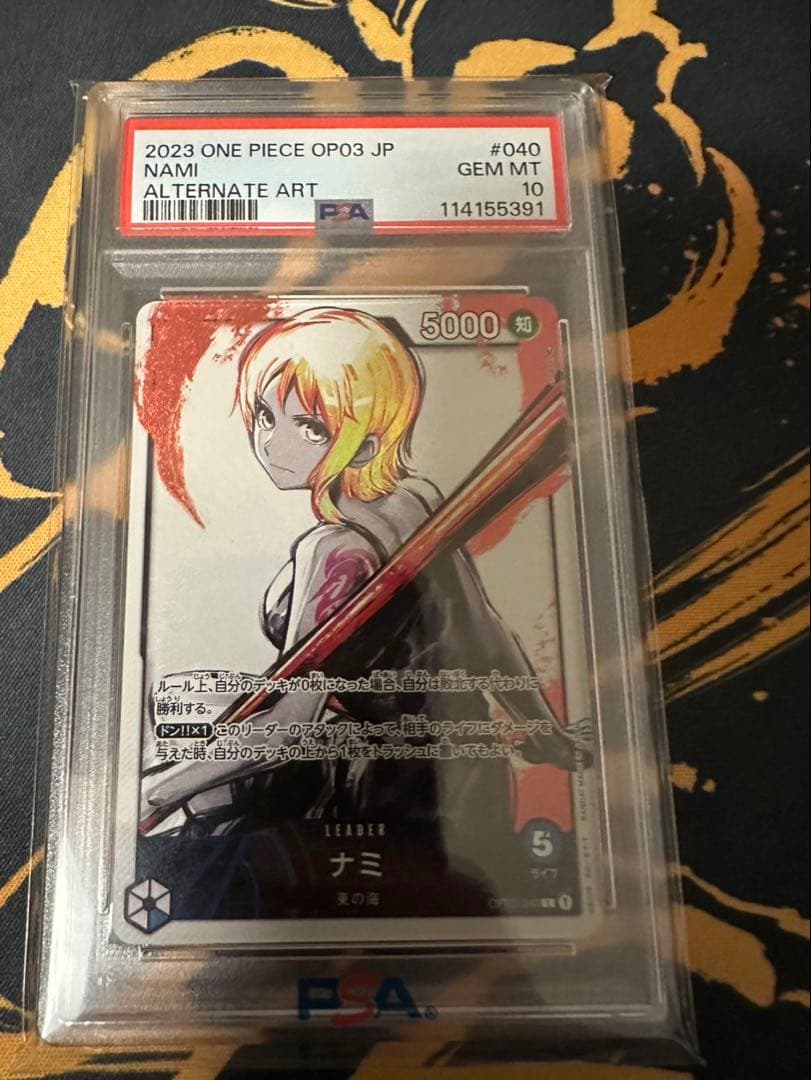 2023 ONE PIECE OP03 JP #040
NAMI GEM MT
ALTERNATE ART 10
PSA 114155391
5000 知
ルール上、自分のデッキが0枚になった場合、自分は敗北する代わりに
勝利する。
ドン!!×1 このリーダーのアタックによって、相手のライフにダメージを
与えた時、自分のデッキの上から1枚をトラッシュに置いてもよい。
LEADER
ナミ
5
ライフ
東の海
PSA